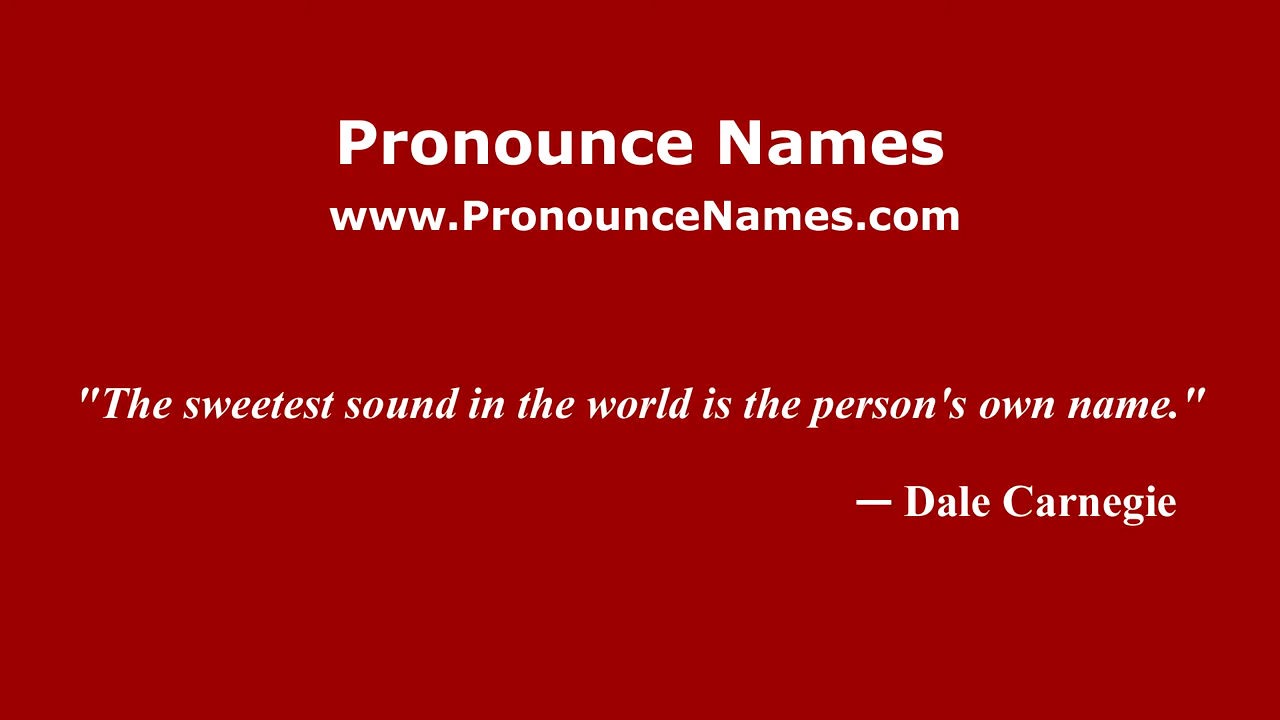 Pronounce Names
www.PronounceNames.com
"The sweetest sound in the world is the person's own name."
— Dale Carnegie